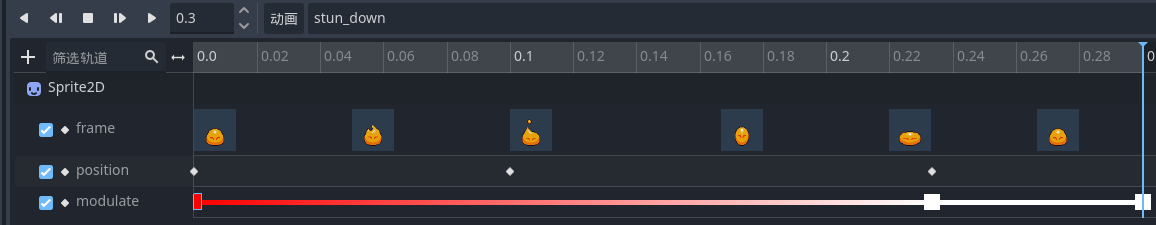 0.3 动画 stun_down
筛选轨道 0.0 0.02 0.04 0.06 0.08 0.1 0.12 0.14 0.16 0.18 0.2 0.22 0.24 0.26 0.28
Sprite2D
frame
position
modulate